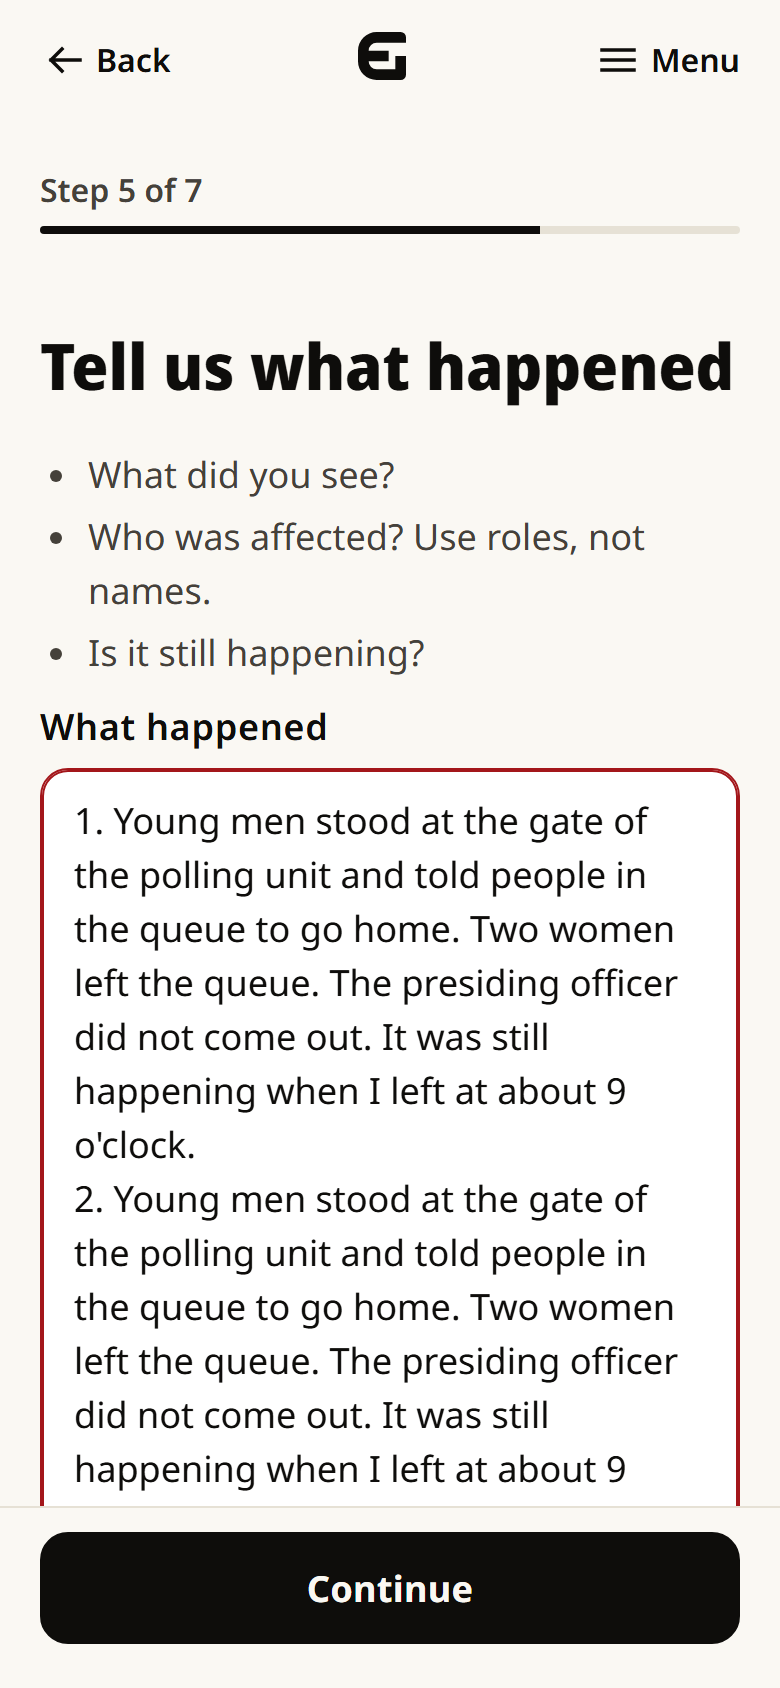 Back
Menu
Step 5 of 7
Tell us what happened
• What did you see?
• Who was affected? Use roles, not
names.
• Is it still happening?
What happened
1. Young men stood at the gate of
the polling unit and told people in
the queue to go home. Two women
left the queue. The presiding officer
did not come out. It was still
happening when I left at about 9
o'clock.
2. Young men stood at the gate of
the polling unit and told people in
the queue to go home. Two women
left the queue. The presiding officer
did not come out. It was still
happening when I left at about 9
Continue